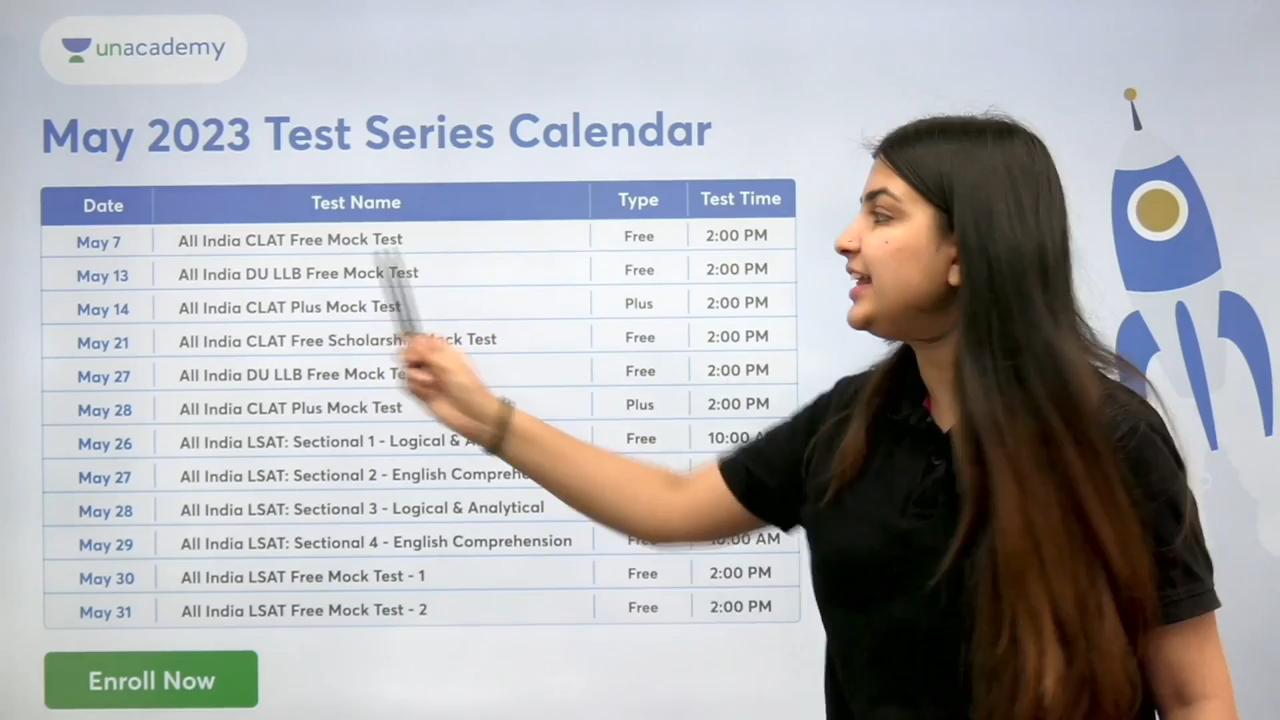 unacademy
May 2023 Test Series Calendar
Date Test Name Type Test Time
May 7 All India CLAT Free Mock Test Free 2:00 PM
May 13 All India DU LLB Free Mock Test Free 2:00 PM
May 14 All India CLAT Plus Mock Test Plus 2:00 PM
May 21 All India CLAT Free Test Free 2:00 PM
May 27 All India DU LLB Free Mock Free 2:00 PM
May 28 All India CLAT Plus Mock Test Plus 2:00 PM
May 26 All India LSAT: Sectional 1 - Logical & Free 10:00
May 27 All India LSAT: Sectional 2 - English
May 28 All India LSAT: Sectional 3 - Logical & Analytical
May 29 All India LSAT: Sectional 4 - English Comprehension Free AM
May 30 All India LSAT Free Mock Test - 1 Free 2:00 PM
May 31 All India LSAT Free Mock Test - 2 Free 2:00 PM
Enroll Now